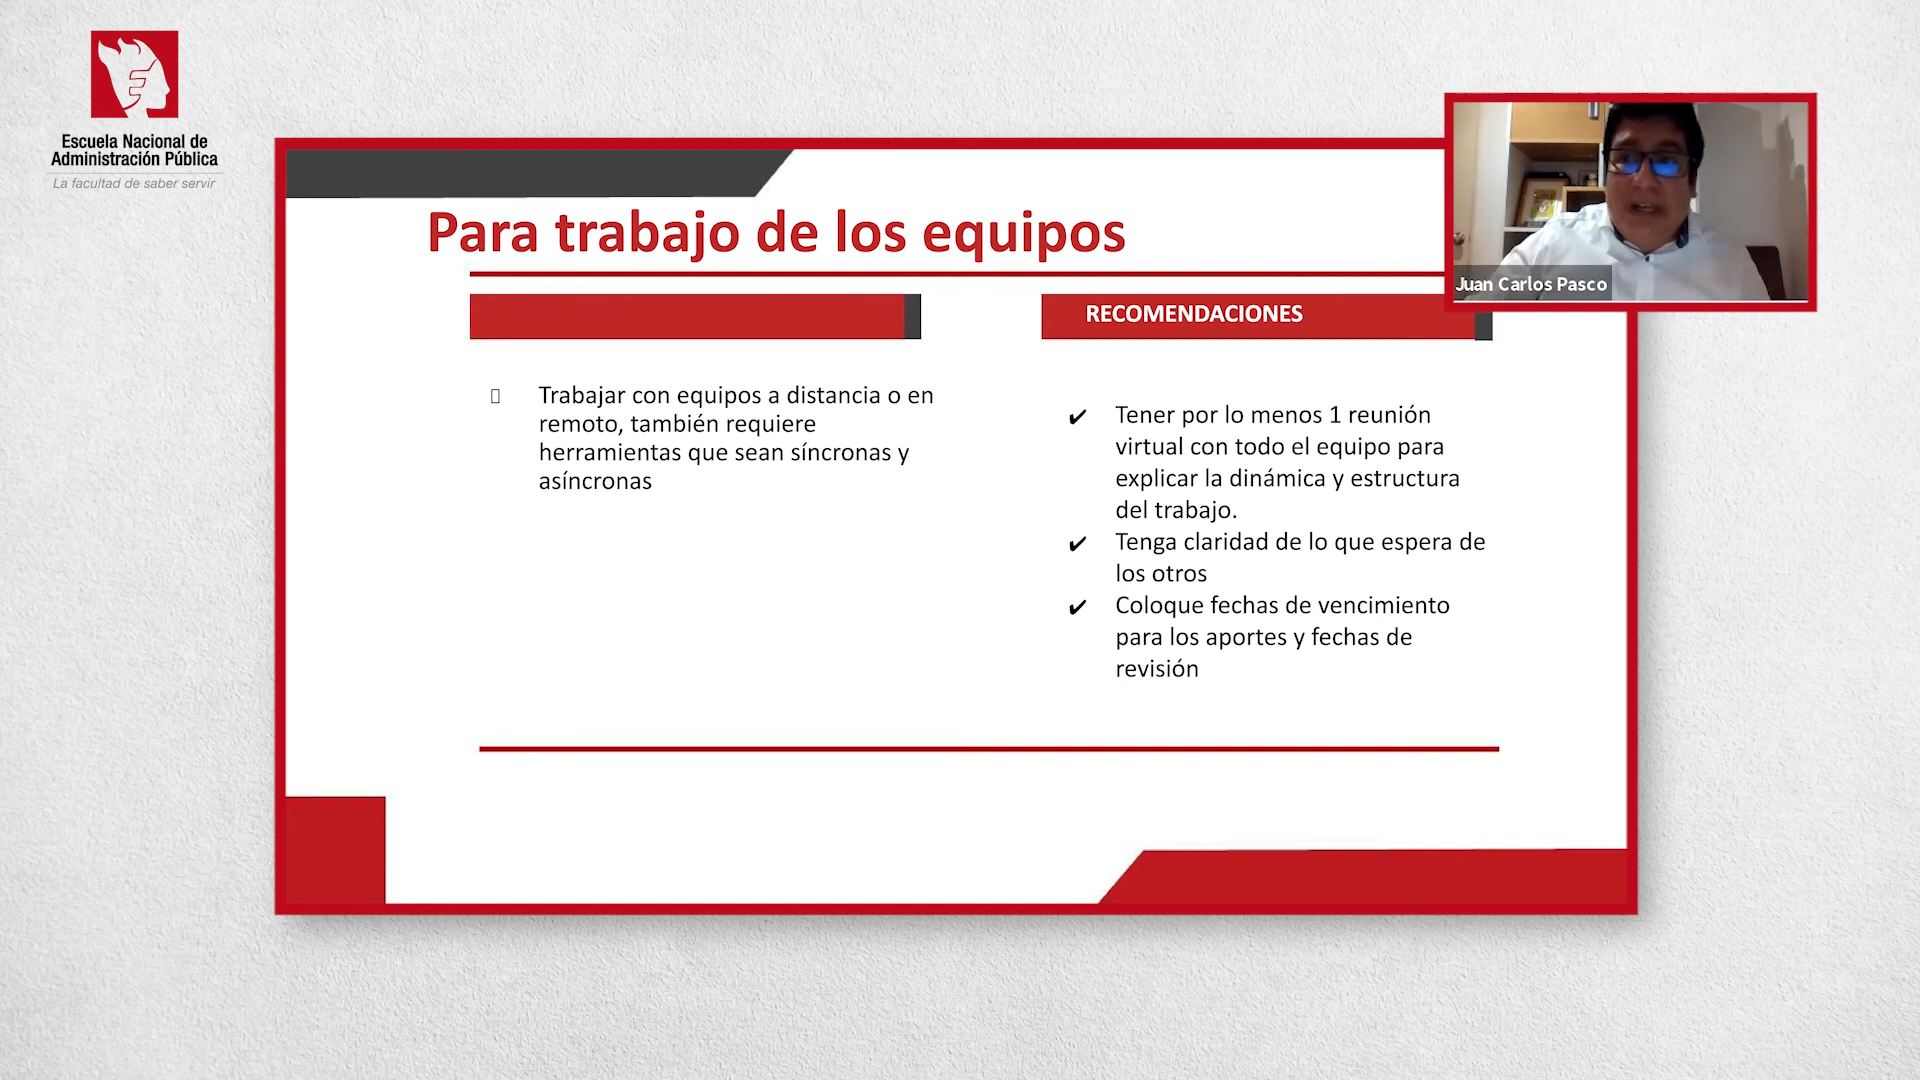 Escuela Nacional de
Administración Pública
La facultad de saber servir
Para trabajo de los equipos
Juan Carlos Pasco
RECOMENDACIONES
Trabajar con equipos a distancia o en
remoto, también requiere
herramientas que sean síncronas y
asíncronas
✔ Tener por lo menos 1 reunión
virtual con todo el equipo para
explicar la dinámica y estructura
del trabajo.
✔ Tenga claridad de lo que espera de
los otros
✔ Coloque fechas de vencimiento
para los aportes y fechas de
revisión